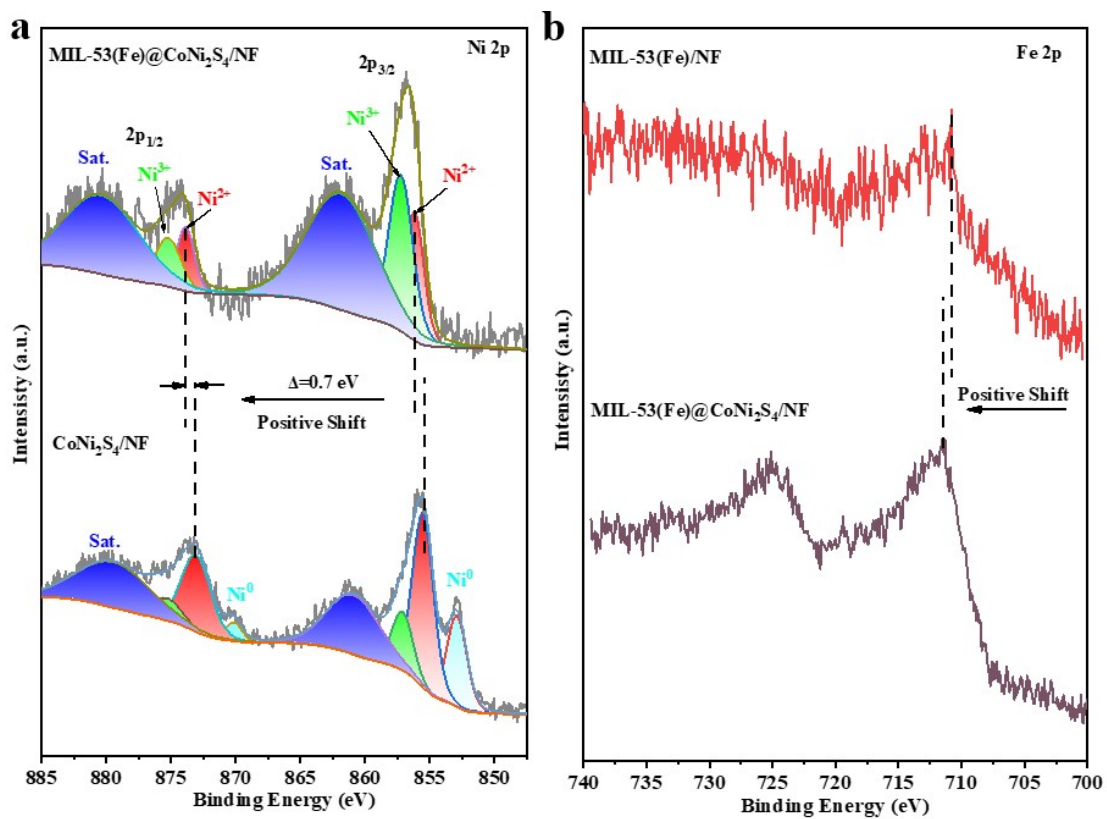 a
MIL-53(Fe)@CoNi₂S₄/NF
Ni 2p
2p₃/₂
Ni³⁺
2p₁/₂
Sat.
Sat.
Ni³⁺
Ni²⁺
Ni²⁺
Δ=0.7 eV
Positive Shift
CoNi₂S₄/NF
Sat.
Ni⁰
Ni⁰
Intensisty (a.u.)
885 880 875 870 865 860 855 850
Binding Energy (eV)
b
MIL-53(Fe)/NF
Fe 2p
Positive Shift
MIL-53(Fe)@CoNi₂S₄/NF
Intensisty (a.u.)
740 735 730 725 720 715 710 705 700
Binding Energy (eV)